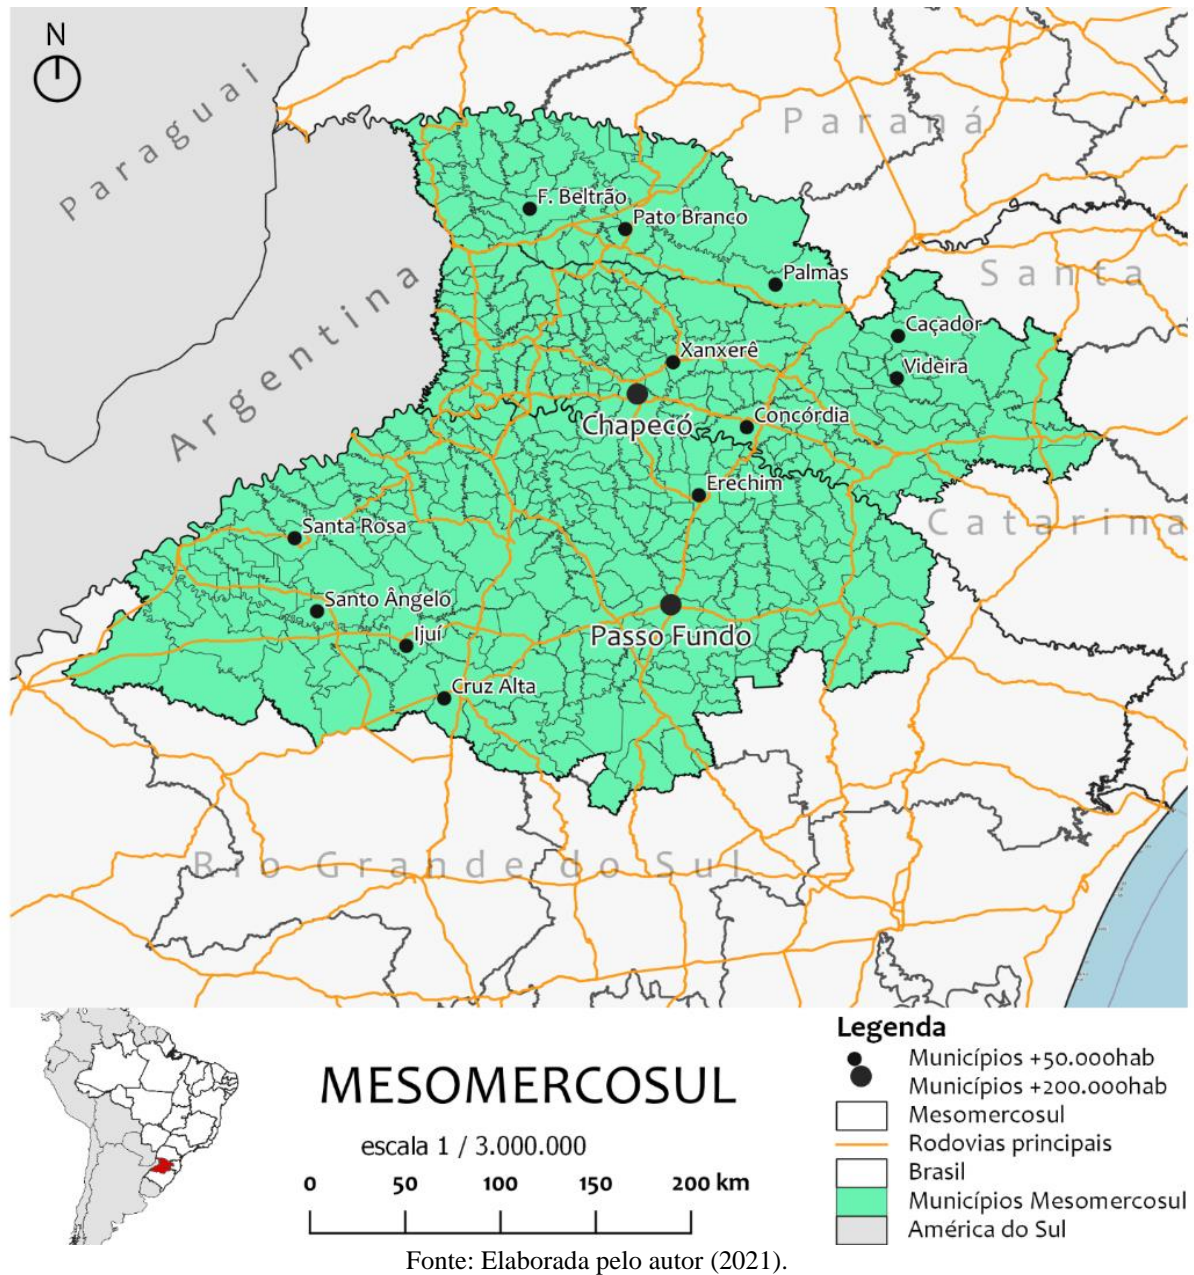 N
Paraguai
Paraná
F. Beltrão
Pato Branco
Argentina
Santa
Palmas
Caçador
Xanxerê
Videira
Chapecó
Concórdia
Erechim
Catarina
Santa Rosa
Santo Ângelo
Ijuí
Passo Fundo
Cruz Alta
Rio Grande do Sul
MESOMERCOSUL
escala 1 / 3.000.000
0 50 100 150 200 km
Legenda
Municípios +50.000hab
Municípios +200.000hab
Mesomercosul
Rodovias principais
Brasil
Municípios Mesomercosul
América do Sul
Fonte: Elaborada pelo autor (2021).